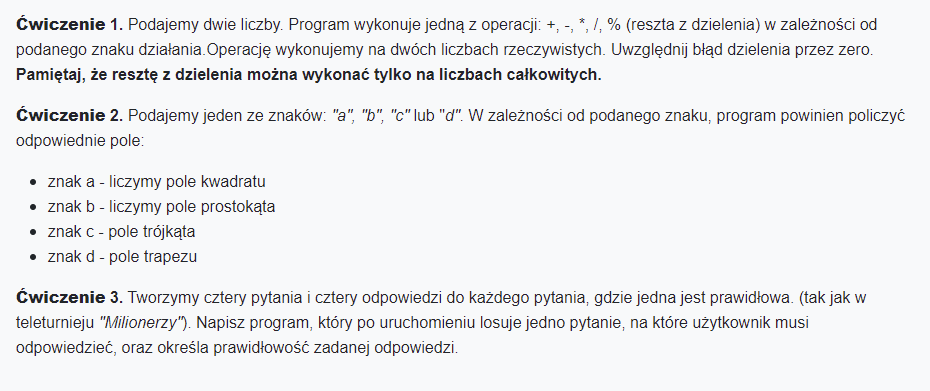 Ćwiczenie 1. Podajemy dwie liczby. Program wykonuje jedną z operacji: +, -, *, /, % (reszta z dzielenia) w zależności od
podanego znaku działania.Operację wykonujemy na dwóch liczbach rzeczywistych. Uwzględnij błąd dzielenia przez zero.
Pamiętaj, że resztę z dzielenia można wykonać tylko na liczbach całkowitych.
Ćwiczenie 2. Podajemy jeden ze znaków: "a", "b", "c" lub "d". W zależności od podanego znaku, program powinien policzyć
odpowiednie pole:
• znak a - liczymy pole kwadratu
• znak b - liczymy pole prostokąta
• znak c - pole trójkąta
• znak d - pole trapezu
Ćwiczenie 3. Tworzymy cztery pytania i cztery odpowiedzi do każdego pytania, gdzie jedna jest prawidłowa. (tak jak w
teleturnieju "Milionerzy"). Napisz program, który po uruchomieniu losuje jedno pytanie, na które użytkownik musi
odpowiedzieć, oraz określa prawidłowość zadanej odpowiedzi.